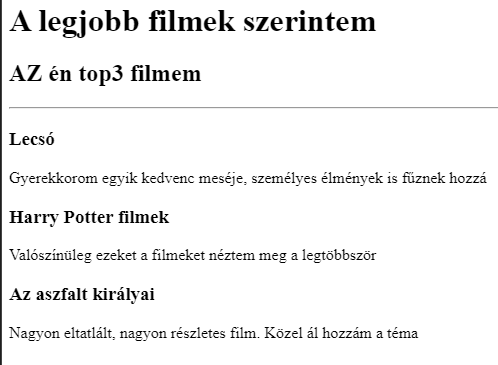 A legjobb filmek szerintem
AZ én top3 filmem
Lecsó
Gyerekkorom egyik kedvenc meséje, személyes élmények is fűznek hozzá
Harry Potter filmek
Valószínüleg ezeket a filmeket néztem meg a legtöbbször
Az aszfalt királyai
Nagyon eltatlált, nagyon részletes film. Közel ál hozzám a téma